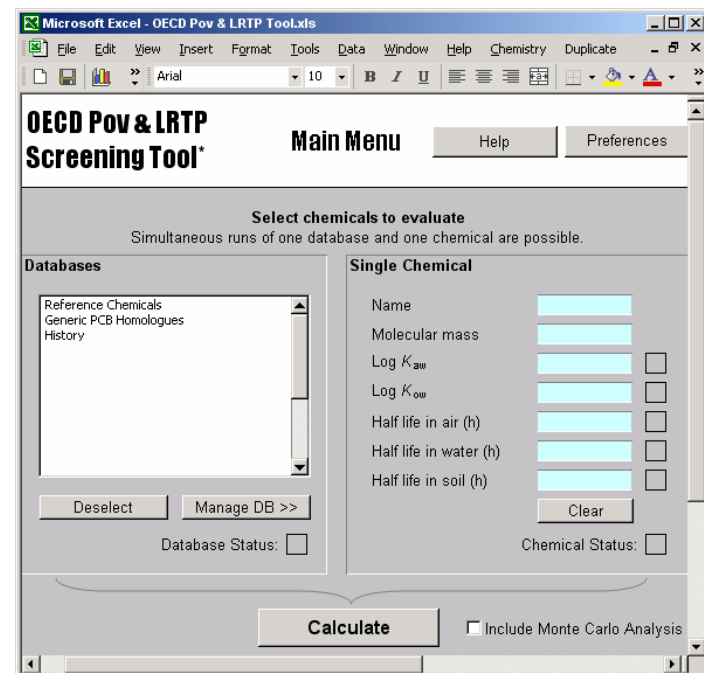 Microsoft Excel - OECD Pov & LRTP Tool.xls
File Edit View Insert Format Tools Data Window Help Chemistry Duplicate
Arial 10 B I U A
OECD Pov & LRTP
Screening Tool*
Main Menu
Help
Preferences
Select chemicals to evaluate
Simultaneous runs of one database and one chemical are possible.
Databases
Reference Chemicals
Generic PCB Homologues
History
Deselect
Manage DB >>
Database Status:
Single Chemical
Name
Molecular mass
Log Kaw
Log Kow
Half life in air (h)
Half life in water (h)
Half life in soil (h)
Clear
Chemical Status:
Calculate
Include Monte Carlo Analysis